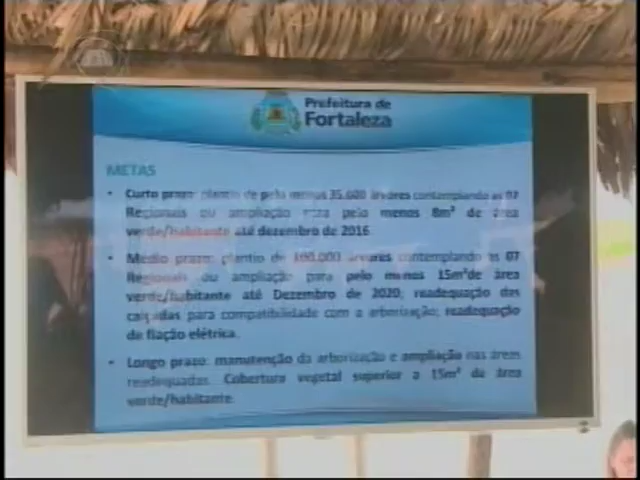 Prefeitura de
Fortaleza
METAS
• Curto prazo: plantio de pelo menos 35.600 árvores contemplando as 07
Regionais ou ampliação para pelo menos 8m² de área
verde/habitante até dezembro de 2016
• Médio prazo: plantio de 100.000 árvores contemplando as 07
Regionais ou ampliação para pelo menos 15m²de área
verde/habitante até Dezembro de 2020; readequação das
calçadas para compatibilidade com a arborização; readequação
de fiação elétrica.
• Longo prazo: manutenção da arborização e ampliação nas áreas
readequadas. Cobertura vegetal superior a 15m² de área
verde/habitante